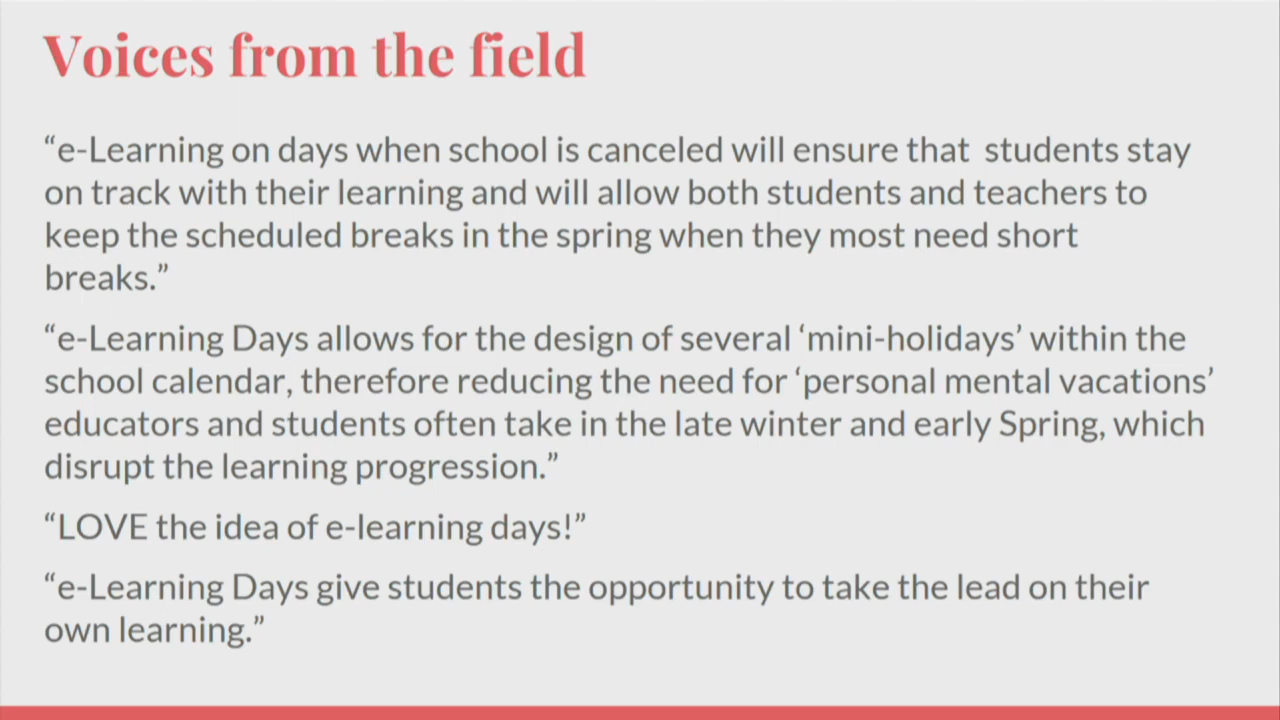 Voices from the field
“e-Learning on days when school is canceled will ensure that  students stay
on track with their learning and will allow both students and teachers to
keep the scheduled breaks in the spring when they most need short
breaks.”
“e-Learning Days allows for the design of several ‘mini-holidays’ within the
school calendar, therefore reducing the need for ‘personal mental vacations’
educators and students often take in the late winter and early Spring, which
disrupt the learning progression.”
“LOVE the idea of e-learning days!”
“e-Learning Days give students the opportunity to take the lead on their
own learning.”